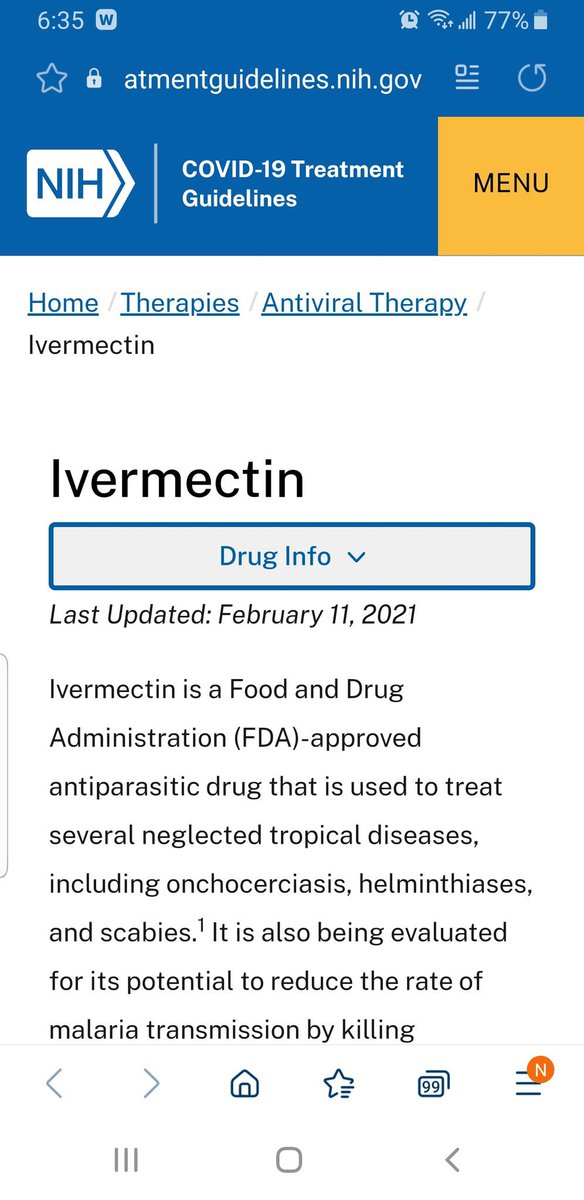 6:35 W 77%
atmentguidelines.nih.gov
NIH
COVID-19 Treatment
Guidelines
MENU
Home / Therapies / Antiviral Therapy /
Ivermectin
Ivermectin
Drug Info
Last Updated: February 11, 2021
Ivermectin is a Food and Drug
Administration (FDA)-approved
antiparasitic drug that is used to treat
several neglected tropical diseases,
including onchocerciasis, helminthiases,
and scabies.1 It is also being evaluated
for its potential to reduce the rate of
malaria transmission by killing
99 N